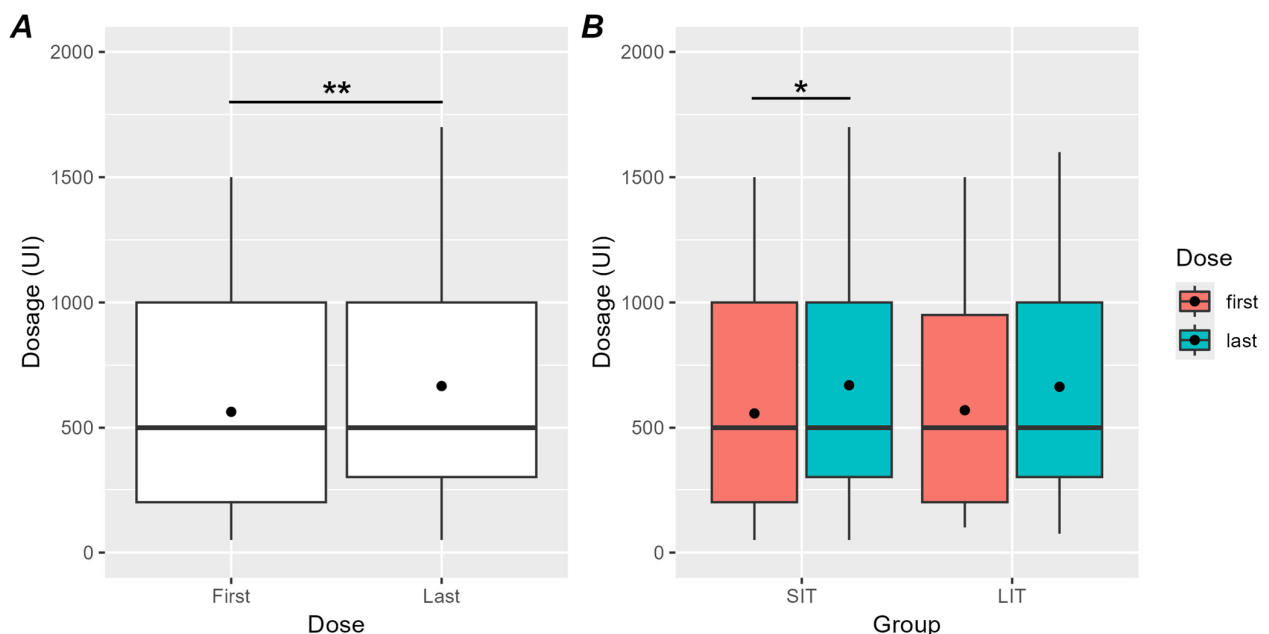 A
2000
1500
1000
500
0
Dosage (UI)
**
First
Last
Dose
B
2000
1500
1000
500
0
Dosage (UI)
*
SIT
LIT
Group
Dose
first
last